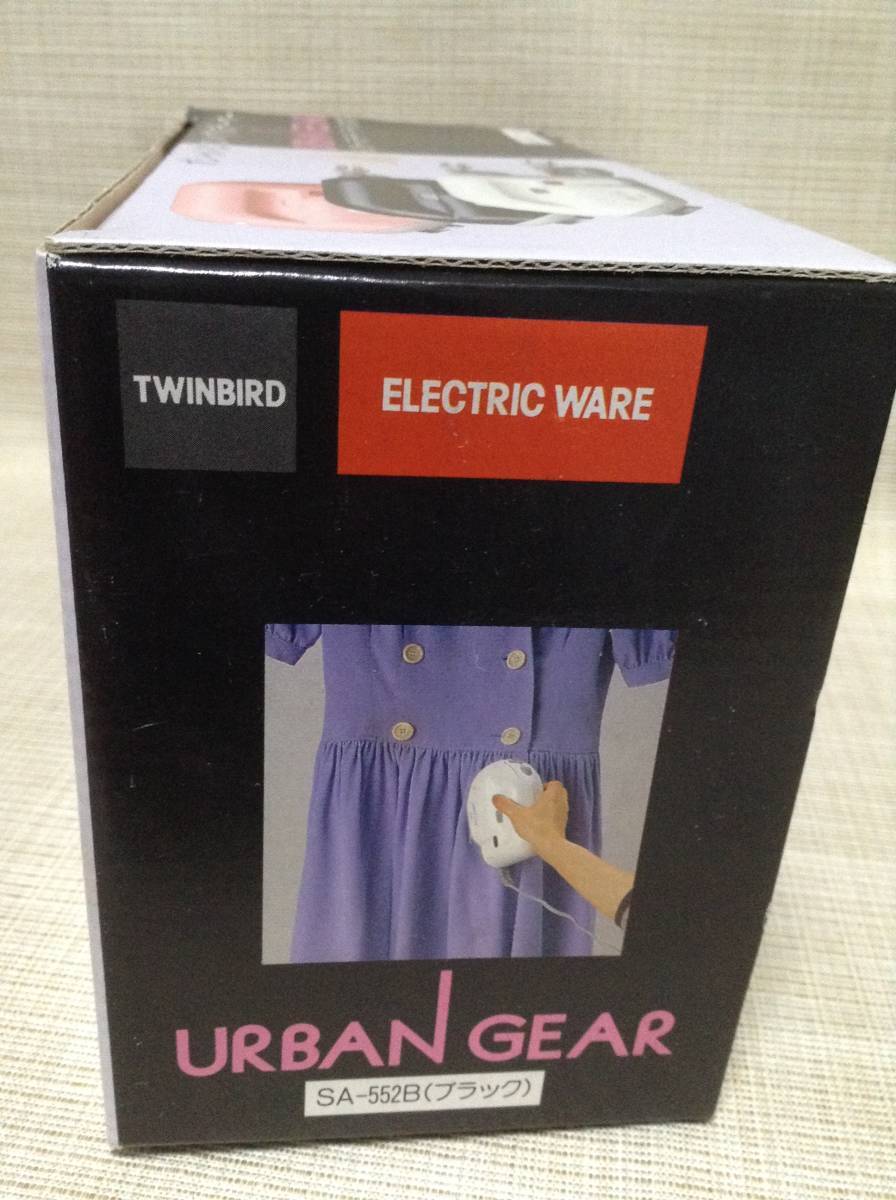 TWINBIRD
ELECTRIC WARE
URBAN GEAR
SA-552B(ブラック)